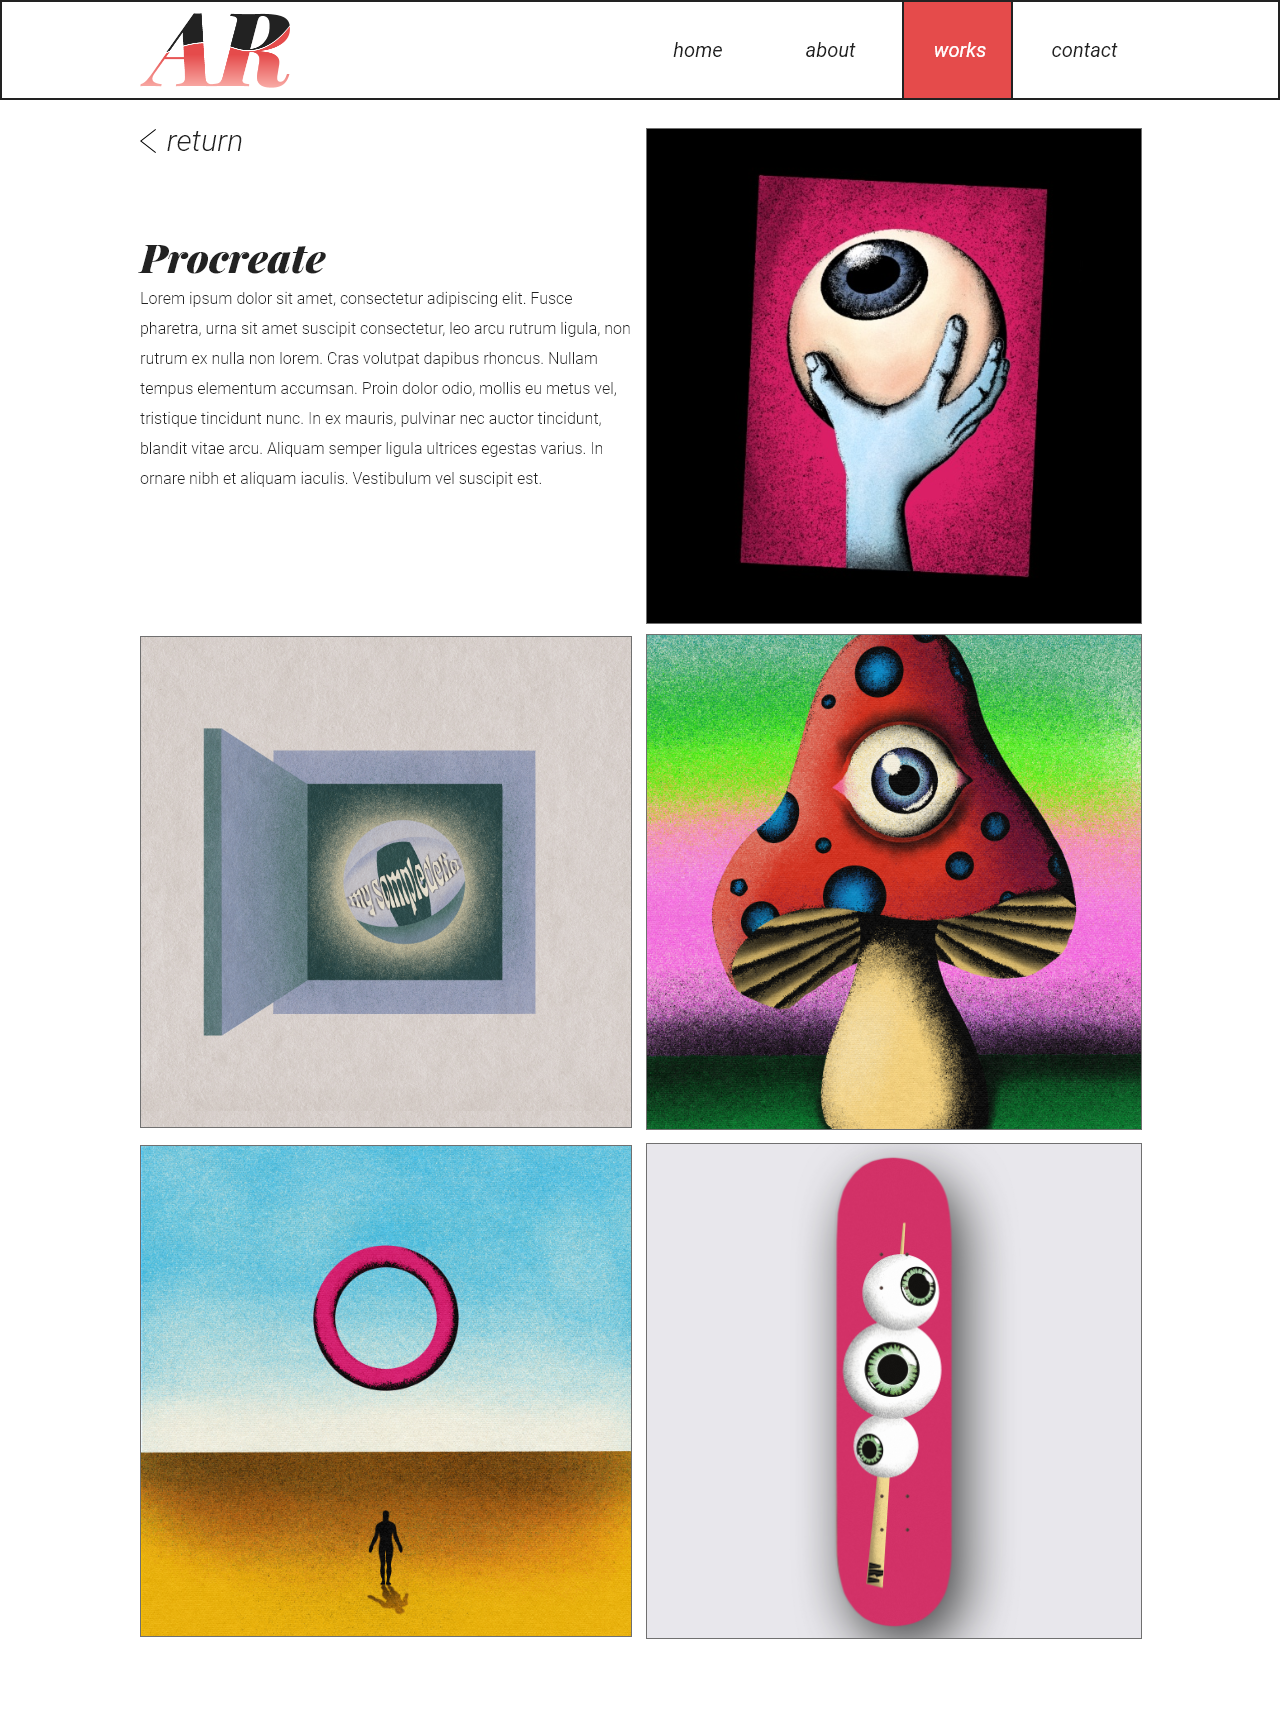 AR
home about works contact
< return
Procreate
Lorem ipsum dolor sit amet, consectetur adipiscing elit. Fusce
pharetra, urna sit amet suscipit consectetur, leo arcu rutrum ligula, non
rutrum ex nulla non lorem. Cras volutpat dapibus rhoncus. Nullam
tempus elementum accumsan. Proin dolor odio, mollis eu metus vel,
tristique tincidunt nunc. In ex mauris, pulvinar nec auctor tincidunt,
blandit vitae arcu. Aliquam semper ligula ultrices egestas varius. In
ornare nibh et aliquam iaculis. Vestibulum vel suscipit est.